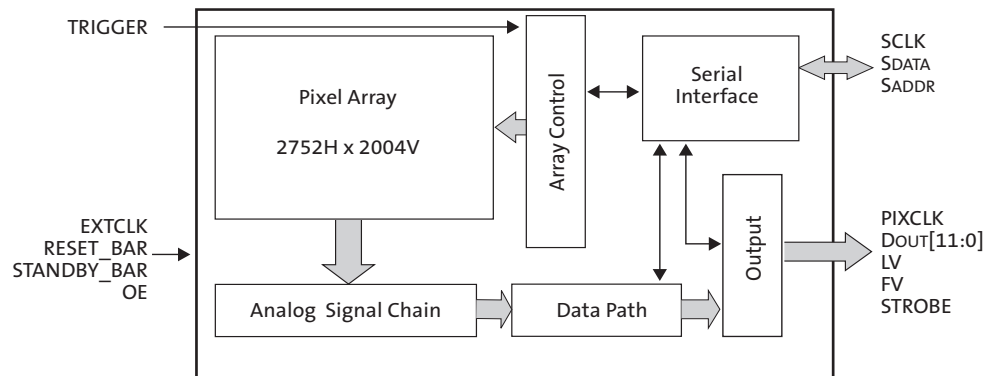 TRIGGER
Pixel Array
2752H x 2004V
Array Control
Serial
Interface
SCLK
SDATA
SADDR
EXTCLK
RESET_BAR
STANDBY_BAR
OE
Analog Signal Chain
Data Path
Output
PIXCLK
DOUT[11:0]
LV
FV
STROBE